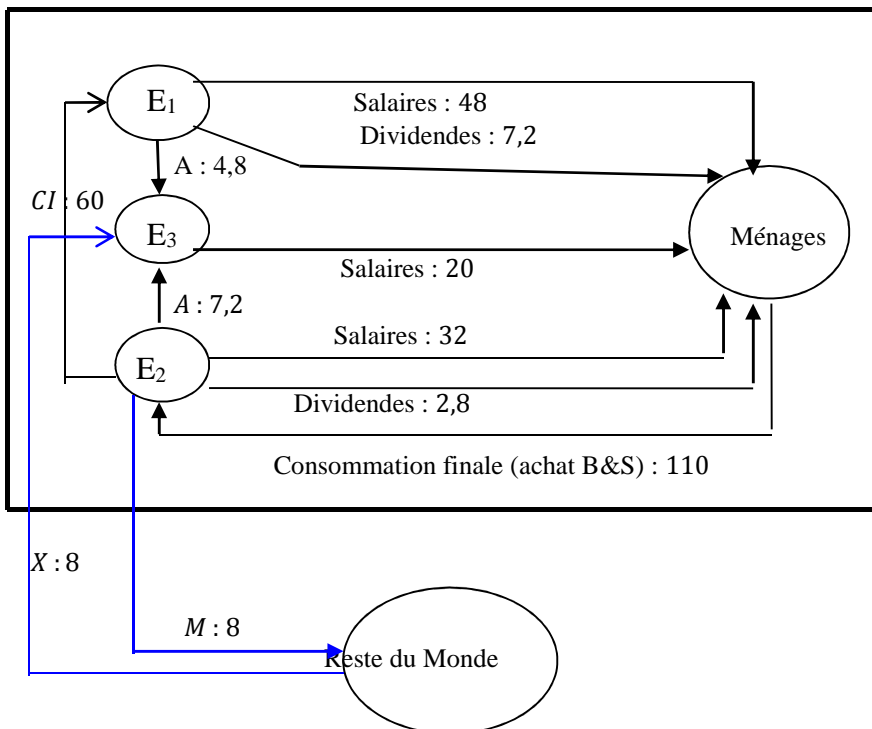 E₁
Salaires : 48
Dividendes : 7,2
A : 4,8
CI : 60
E₃
Ménages
Salaires : 20
A : 7,2
Salaires : 32
E₂
Dividendes : 2,8
Consommation finale (achat B&S) : 110
X : 8
M : 8
Reste du Monde